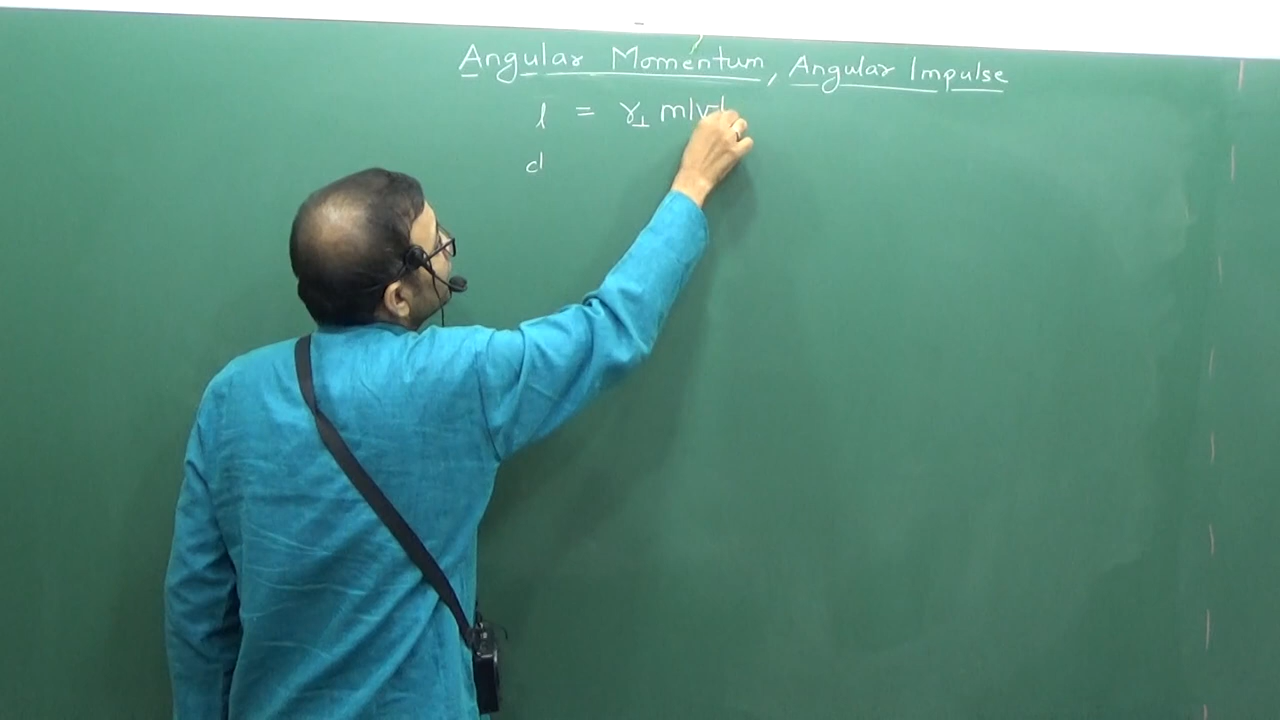 Angular Momentum, Angular Impulse
l = r⊥ m|v|
d